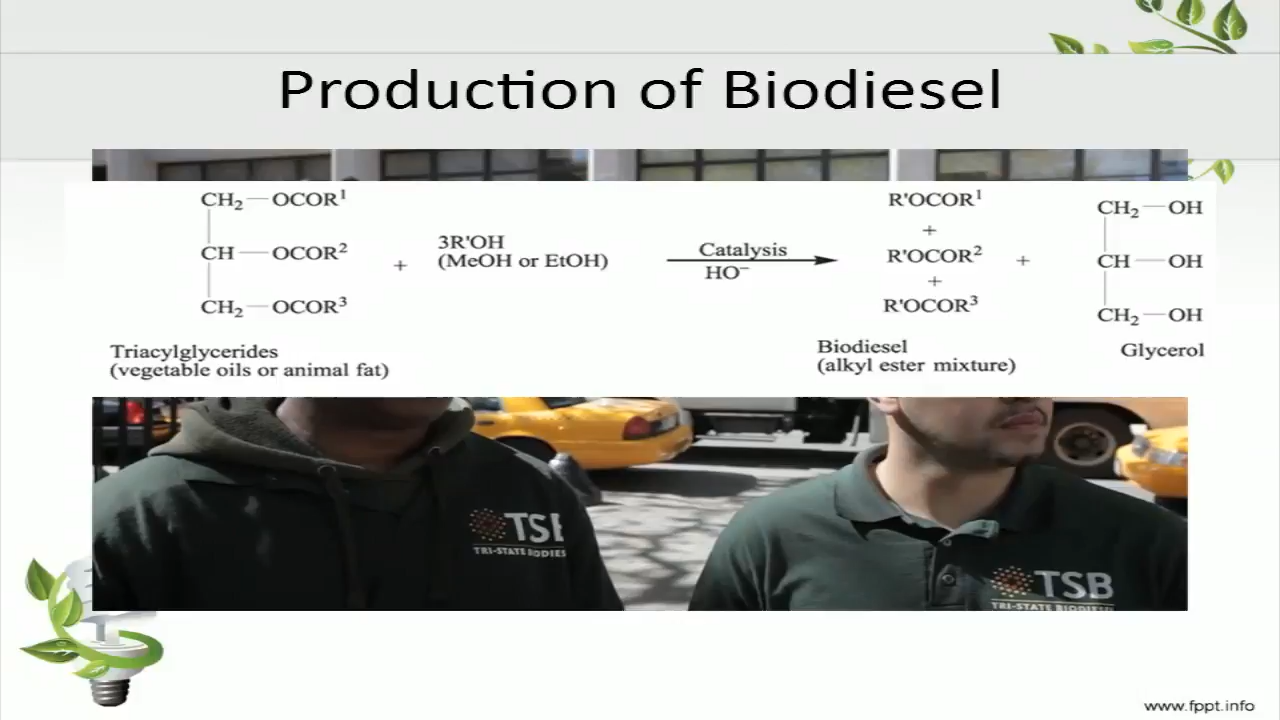 Production of Biodiesel
CH₂—OCOR¹
CH—OCOR²
CH₂—OCOR³
+
3R'OH
(MeOH or EtOH)
Catalysis
HO⁻
R'OCOR¹
+
R'OCOR²
+
R'OCOR³
+
CH₂—OH
CH—OH
CH₂—OH
Triacylglycerides
(vegetable oils or animal fat)
Biodiesel
(alkyl ester mixture)
Glycerol
TSB
TRI-STATE BIODIES
TSB
TRI-STATE BIODIESEL
www.fppt.info